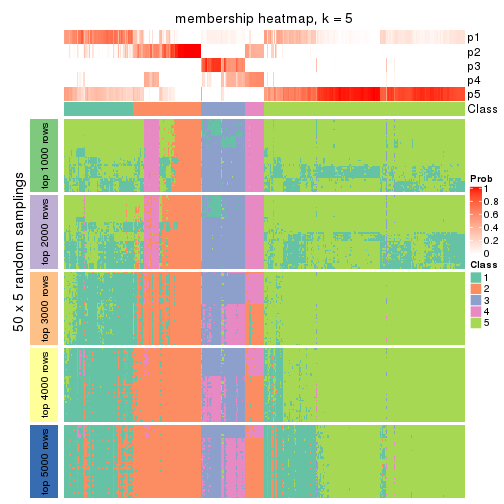 membership heatmap, k = 5
p1
p2
p3
p4
p5
Class
50 x 5 random samplings
top 1000 rows
top 2000 rows
top 3000 rows
top 4000 rows
top 5000 rows
Prob
1
0.8
0.6
0.4
0.2
0
Class
1
2
3
4
5